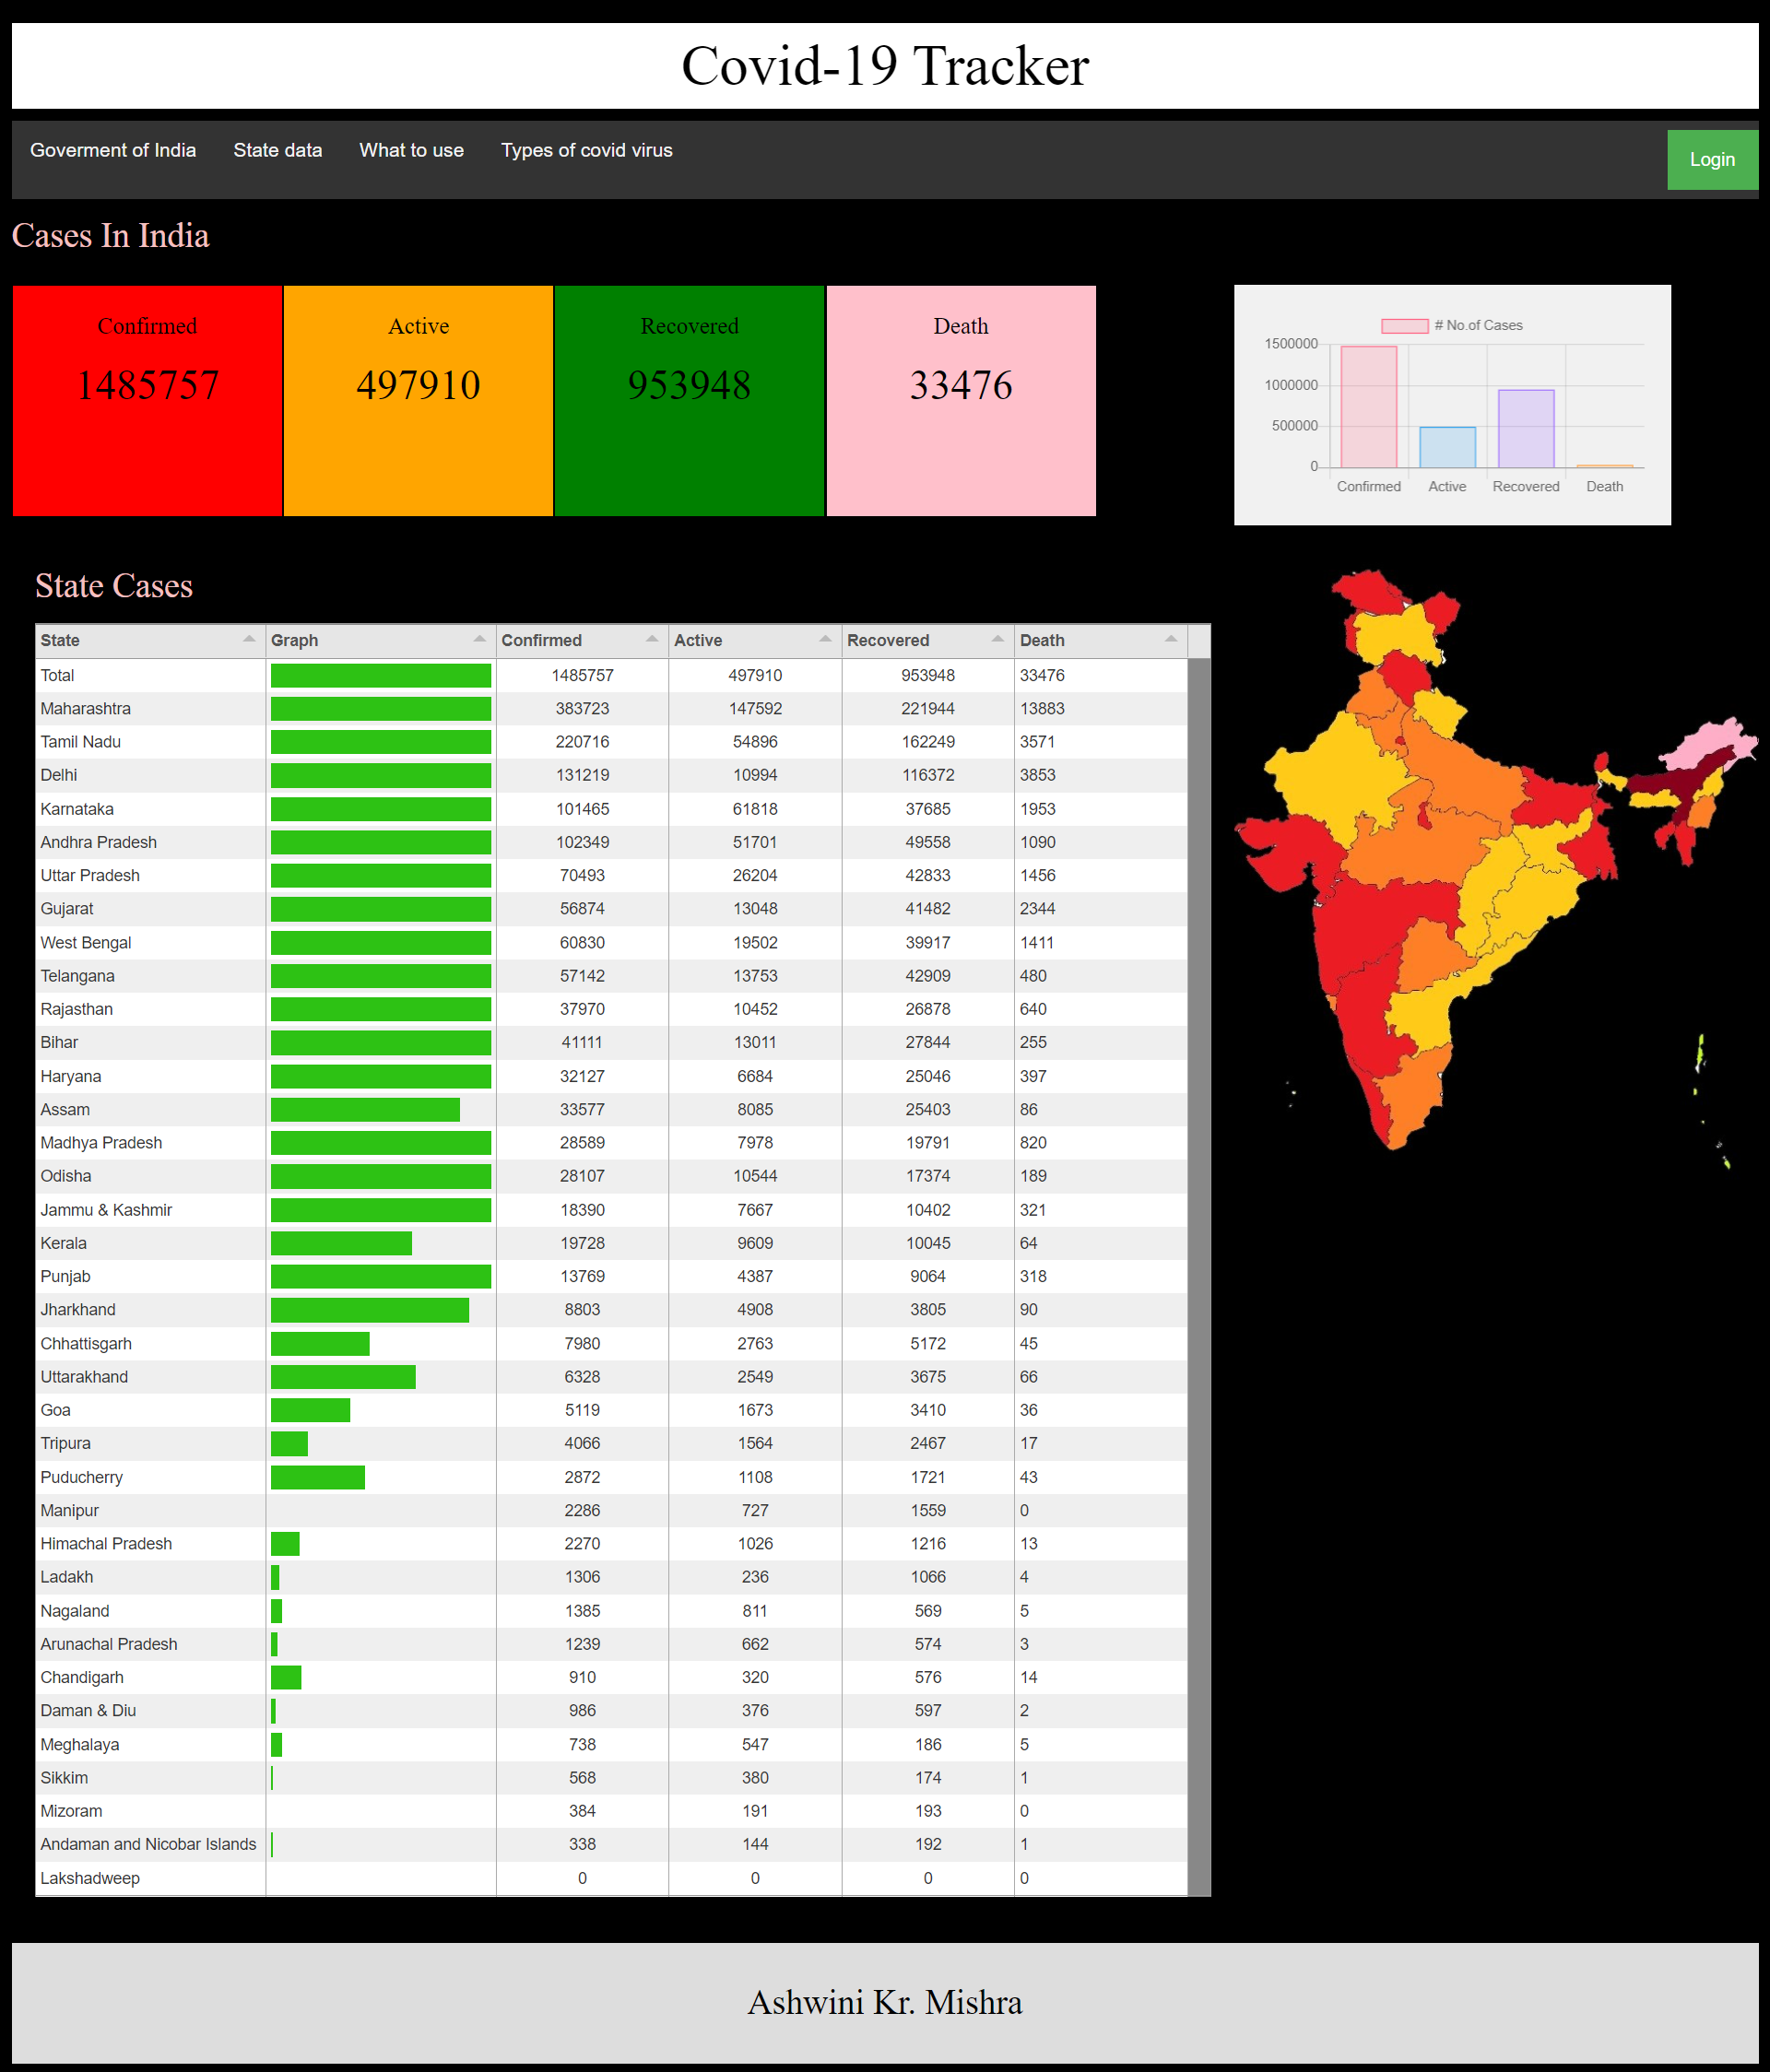 Covid-19 Tracker
Goverment of India State data What to use Types of covid virus Login
Cases In India
Confirmed
1485757
Active
497910
Recovered
953948
Death
33476
# No.of Cases
1500000
1000000
500000
0
Confirmed Active Recovered Death
State Cases
State Graph Confirmed Active Recovered Death
Total 1485757 497910 953948 33476
Maharashtra 383723 147592 221944 13883
Tamil Nadu 220716 54896 162249 3571
Delhi 131219 10994 116372 3853
Karnataka 101465 61818 37685 1953
Andhra Pradesh 102349 51701 49558 1090
Uttar Pradesh 70493 26204 42833 1456
Gujarat 56874 13048 41482 2344
West Bengal 60830 19502 39917 1411
Telangana 57142 13753 42909 480
Rajasthan 37970 10452 26878 640
Bihar 41111 13011 27844 255
Haryana 32127 6684 25046 397
Assam 33577 8085 25403 86
Madhya Pradesh 28589 7978 19791 820
Odisha 28107 10544 17374 189
Jammu & Kashmir 18390 7667 10402 321
Kerala 19728 9609 10045 64
Punjab 13769 4387 9064 318
Jharkhand 8803 4908 3805 90
Chhattisgarh 7980 2763 5172 45
Uttarakhand 6328 2549 3675 66
Goa 5119 1673 3410 36
Tripura 4066 1564 2467 17
Puducherry 2872 1108 1721 43
Manipur 2286 727 1559 0
Himachal Pradesh 2270 1026 1216 13
Ladakh 1306 236 1066 4
Nagaland 1385 811 569 5
Arunachal Pradesh 1239 662 574 3
Chandigarh 910 320 576 14
Daman & Diu 986 376 597 2
Meghalaya 738 547 186 5
Sikkim 568 380 174 1
Mizoram 384 191 193 0
Andaman and Nicobar Islands 338 144 192 1
Lakshadweep 0 0 0 0
Ashwini Kr. Mishra